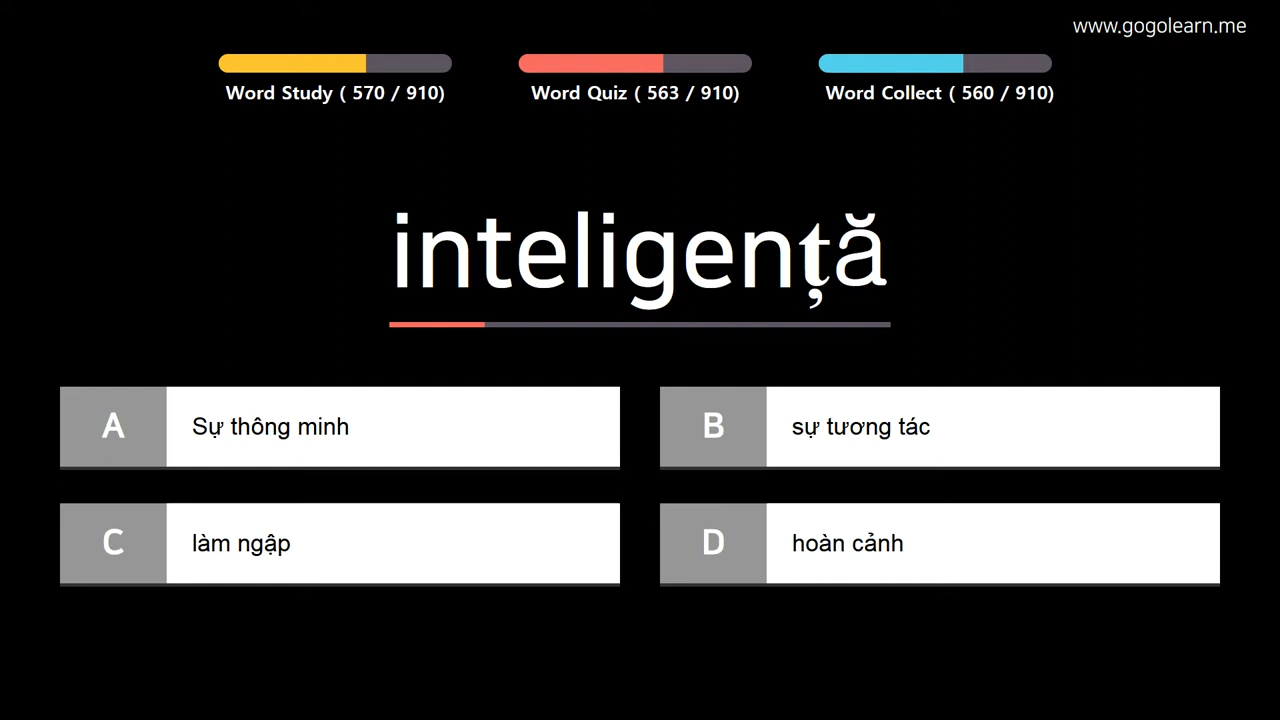 www.gogolearn.me
Word Study ( 570 / 910)
Word Quiz ( 563 / 910)
Word Collect ( 560 / 910)
inteligență
A Sự thông minh
B sự tương tác
C làm ngập
D hoàn cảnh